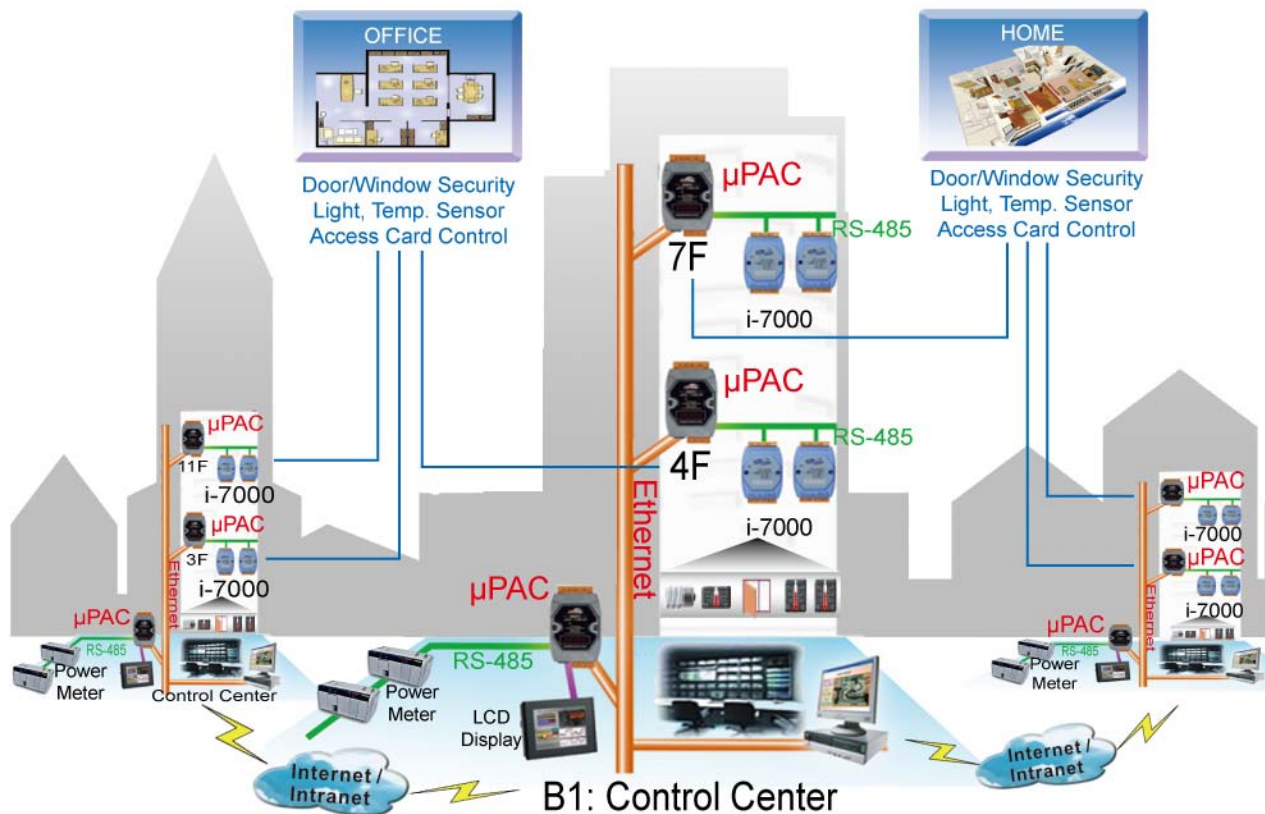 OFFICE
HOME
Door/Window Security
Light, Temp. Sensor
Access Card Control
Door/Window Security
Light, Temp. Sensor
Access Card Control
µPAC
RS-485
7F
i-7000
µPAC
RS-485
4F
i-7000
Ethernet
µPAC
11F
i-7000
µPAC
3F
i-7000
Ethernet
µPAC
RS-485
Power
Meter
Control Center
µPAC
RS-485
Power
Meter
LCD
Display
µPAC
i-7000
µPAC
i-7000
Ethernet
µPAC
RS-485
Power
Meter
Internet /
Intranet
Internet /
Intranet
B1: Control Center